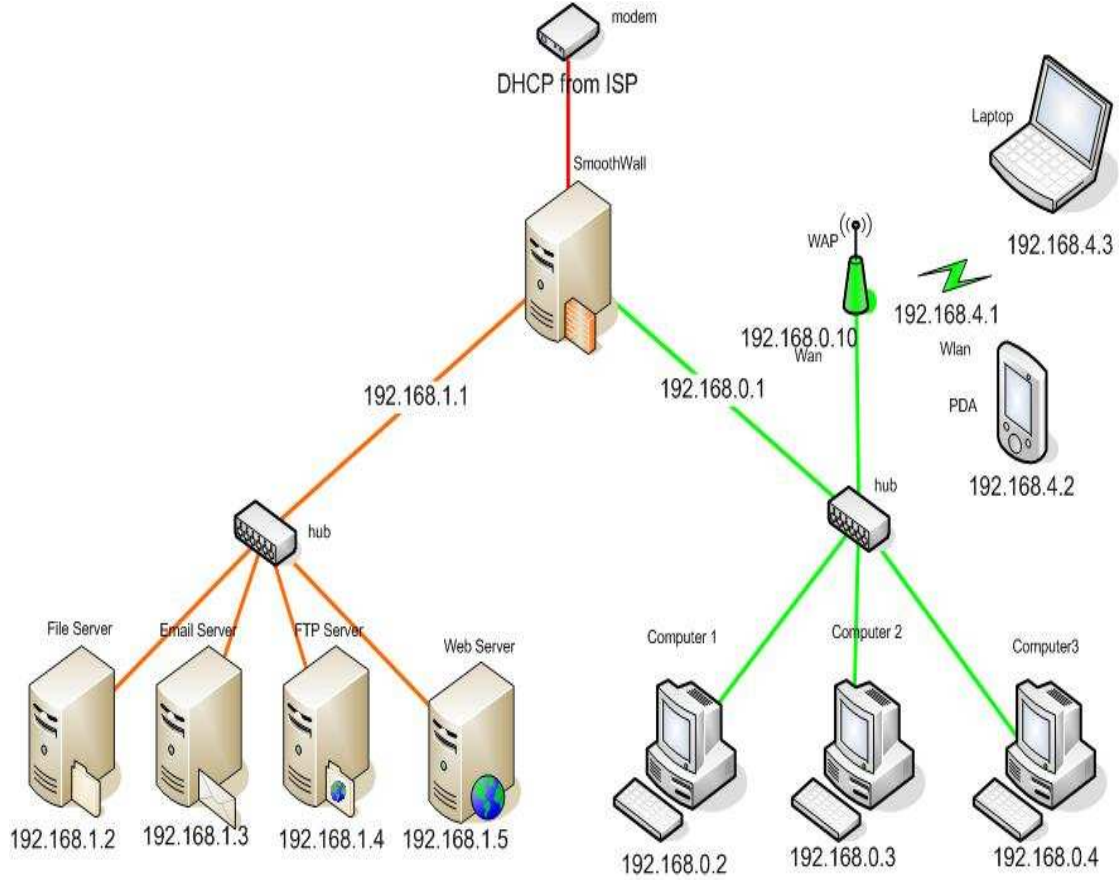 modem
DHCP from ISP
SmoothWall
Laptop
192.168.4.3
WAP
192.168.4.1
192.168.0.10
Wan
Wlan
PDA
192.168.4.2
192.168.1.1
192.168.0.1
hub
hub
File Server
Email Server
FTP Server
Web Server
Computer 1
Computer 2
Computer3
192.168.1.2
192.168.1.3
192.168.1.4
192.168.1.5
192.168.0.2
192.168.0.3
192.168.0.4